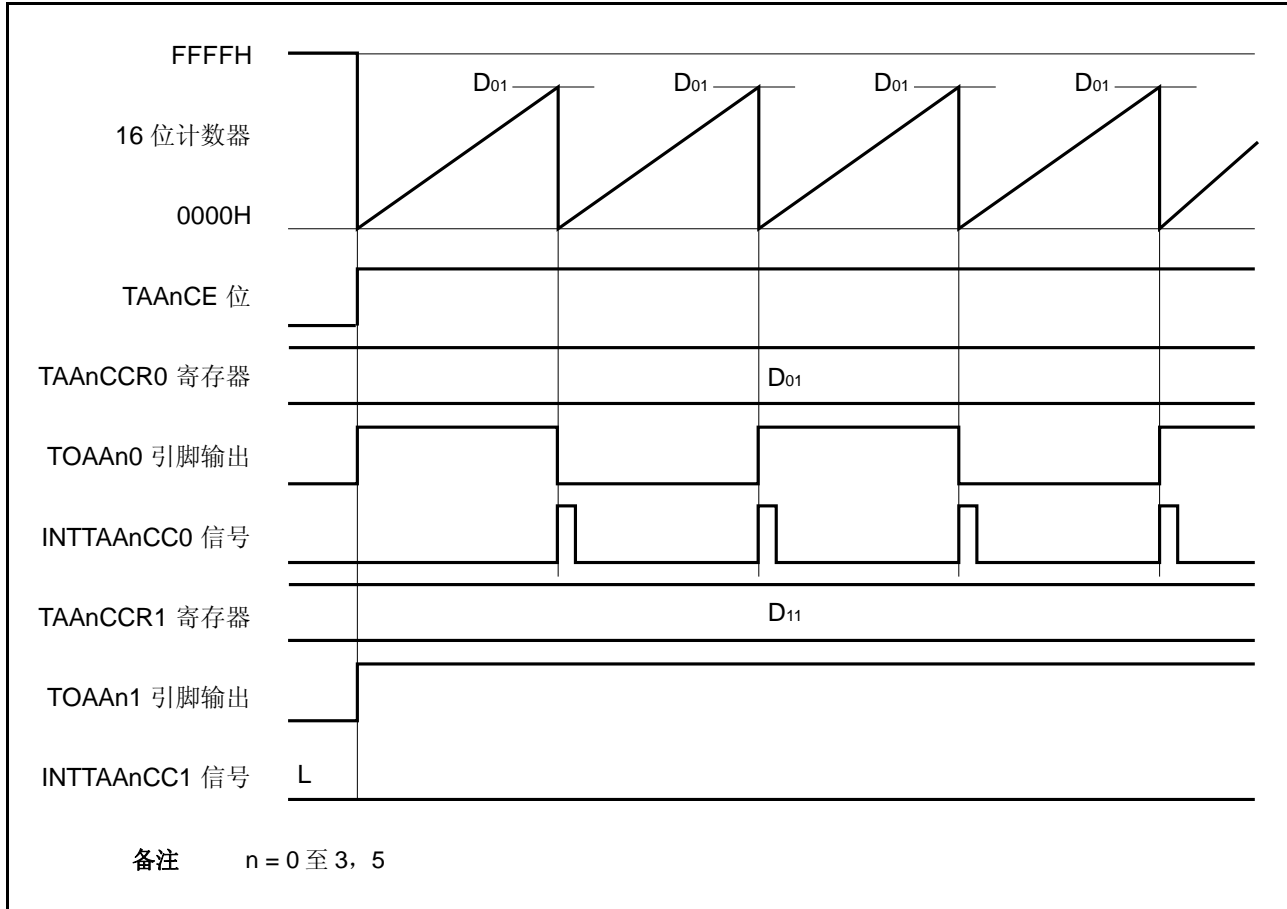 FFFFH
D01 D01 D01 D01
16 位计数器
0000H
TAAnCE 位
TAAnCCR0 寄存器 D01
TOAAn0 引脚输出
INTTAAnCC0 信号
TAAnCCR1 寄存器 D11
TOAAn1 引脚输出
INTTAAnCC1 信号 L
备注 n = 0 至 3，5